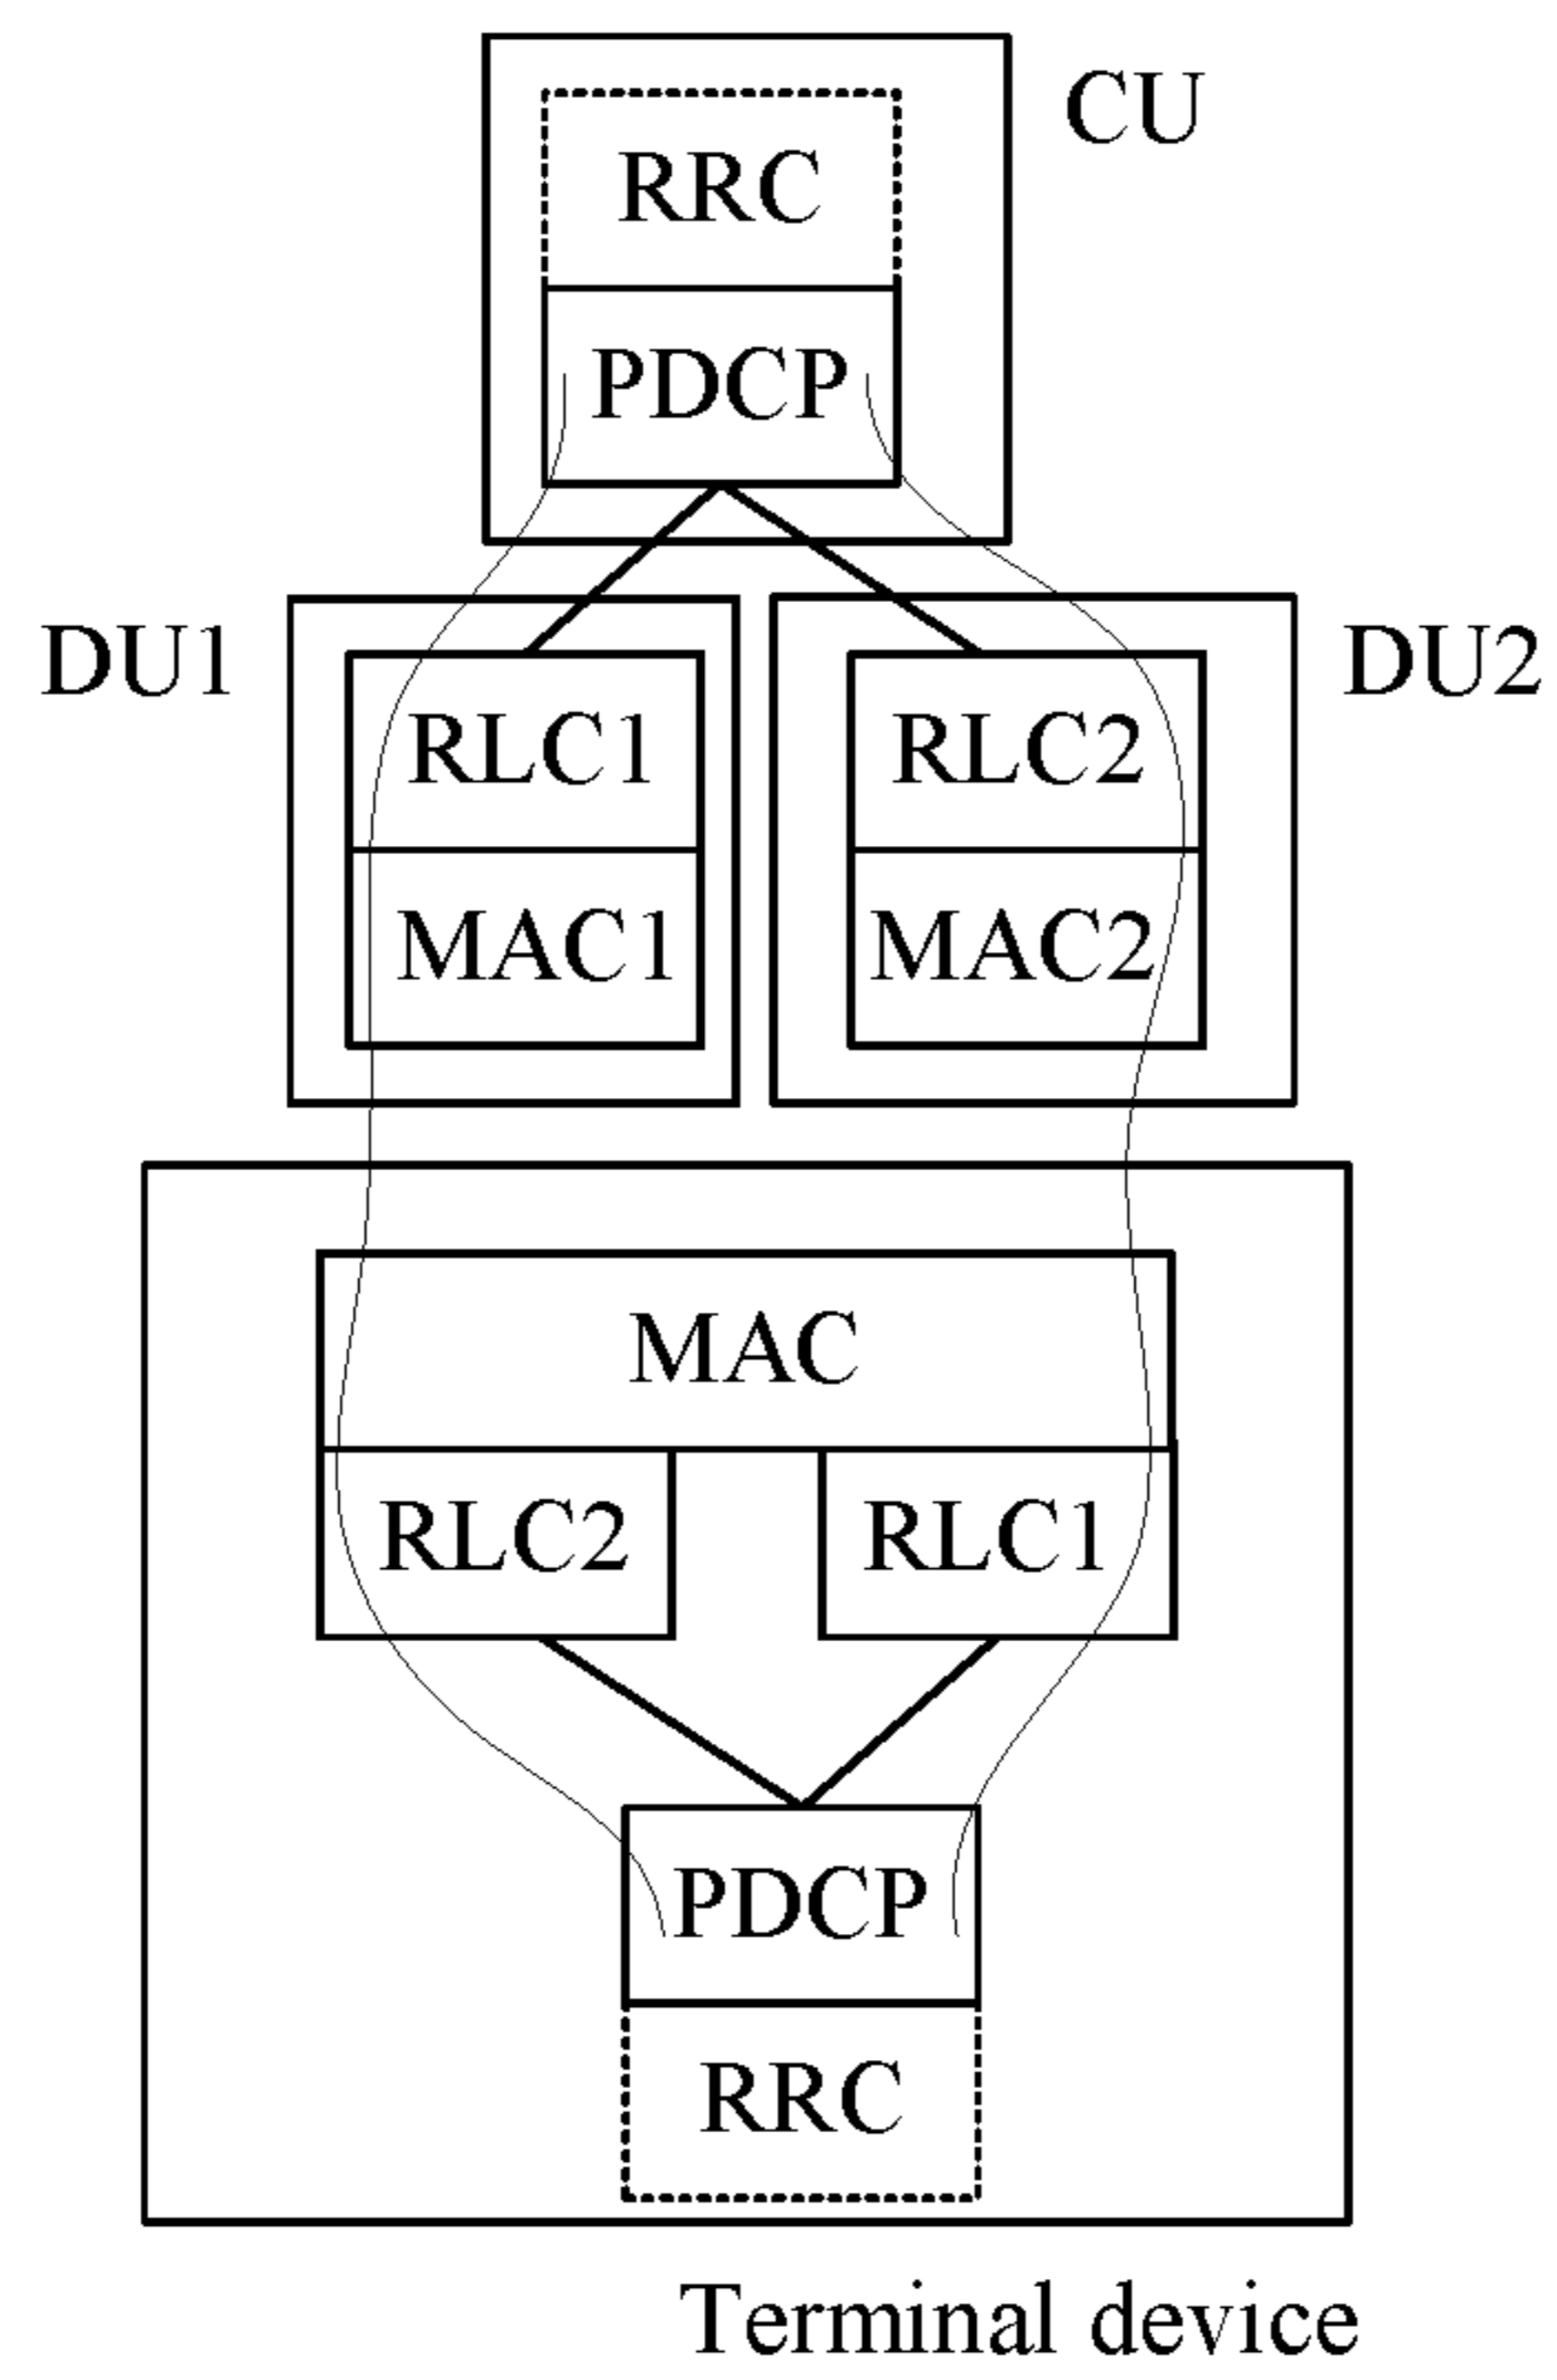 CU
RRC
PDCP
DU1
DU2
RLC1
RLC2
MAC1
MAC2
MAC
RLC2
RLC1
PDCP
RRC
Terminal device